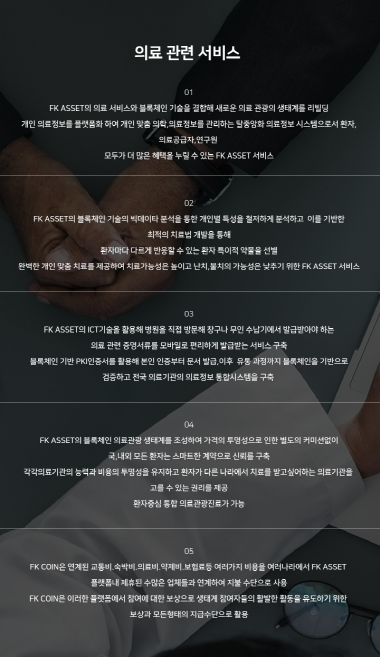 의료 관련 서비스
01
FK ASSET의 의료 서비스와 블록체인 기술을 결합해 새로운 의료 관광의 생태계를 리빌딩
개인 의료정보를 플랫폼화 하여 개인 맞춤 의학,의료정보를 관리하는 탈중앙화 의료정보 시스템으로서 환자,
의료공급자,연구원
모두가 더 많은 혜택을 누릴 수 있는 FK ASSET 서비스
02
FK ASSET의 블록체인 기술의 빅데이타 분석을 통한 개인별 특성을 철저하게 분석하고 이를 기반한
최적의 치료법 개발을 통해
환자마다 다르게 반응할 수 있는 환자 특이적 약물을 선별
완벽한 개인 맞춤 치료를 제공하여 치료가능성은 높이고 난치,불치의 가능성은 낮추기 위한 FK ASSET 서비스
03
FK ASSET의 ICT기술을 활용해 병원을 직접 방문해 창구나 무인 수납기에서 발급받아야 하는
의료 관련 증명서류를 모바일로 편리하게 발급받는 서비스 구축
블록체인 기반 PKI인증서를 활용해 본인 인증부터 문서 발급,이후 유통 과정까지 블록체인을 기반으로
검증하고 전국 의료기관의 의료정보 통합시스템을 구축
04
FK ASSET의 블록체인 의료관광 생태계를 조성하여 가격의 투명성으로 인한 별도의 커미션없이
국,내외 모든 환자는 스마트한 계약으로 신뢰를 구축
각각의료기관의 능력과 비용의 투명성을 유지하고 환자가 다른 나라에서 치료를 받고싶어하는 의료기관을
고를 수 있는 권리를 제공
환자중심 통합 의료관광진료가 가능
05
FK COIN은 연계된 교통비,숙박비,의료비,약제비,보험료등 여러가지 비용을 여러나라에서 FK ASSET
플랫폼내 제휴된 수많은 업체들과 연계하여 지불 수단으로 사용
FK COIN은 이러한 플랫폼에서 참여에 대한 보상으로 생태계 참여자들의 활발한 활동을 유도하기 위한
보상과 모든형태의 지급수단으로 활용